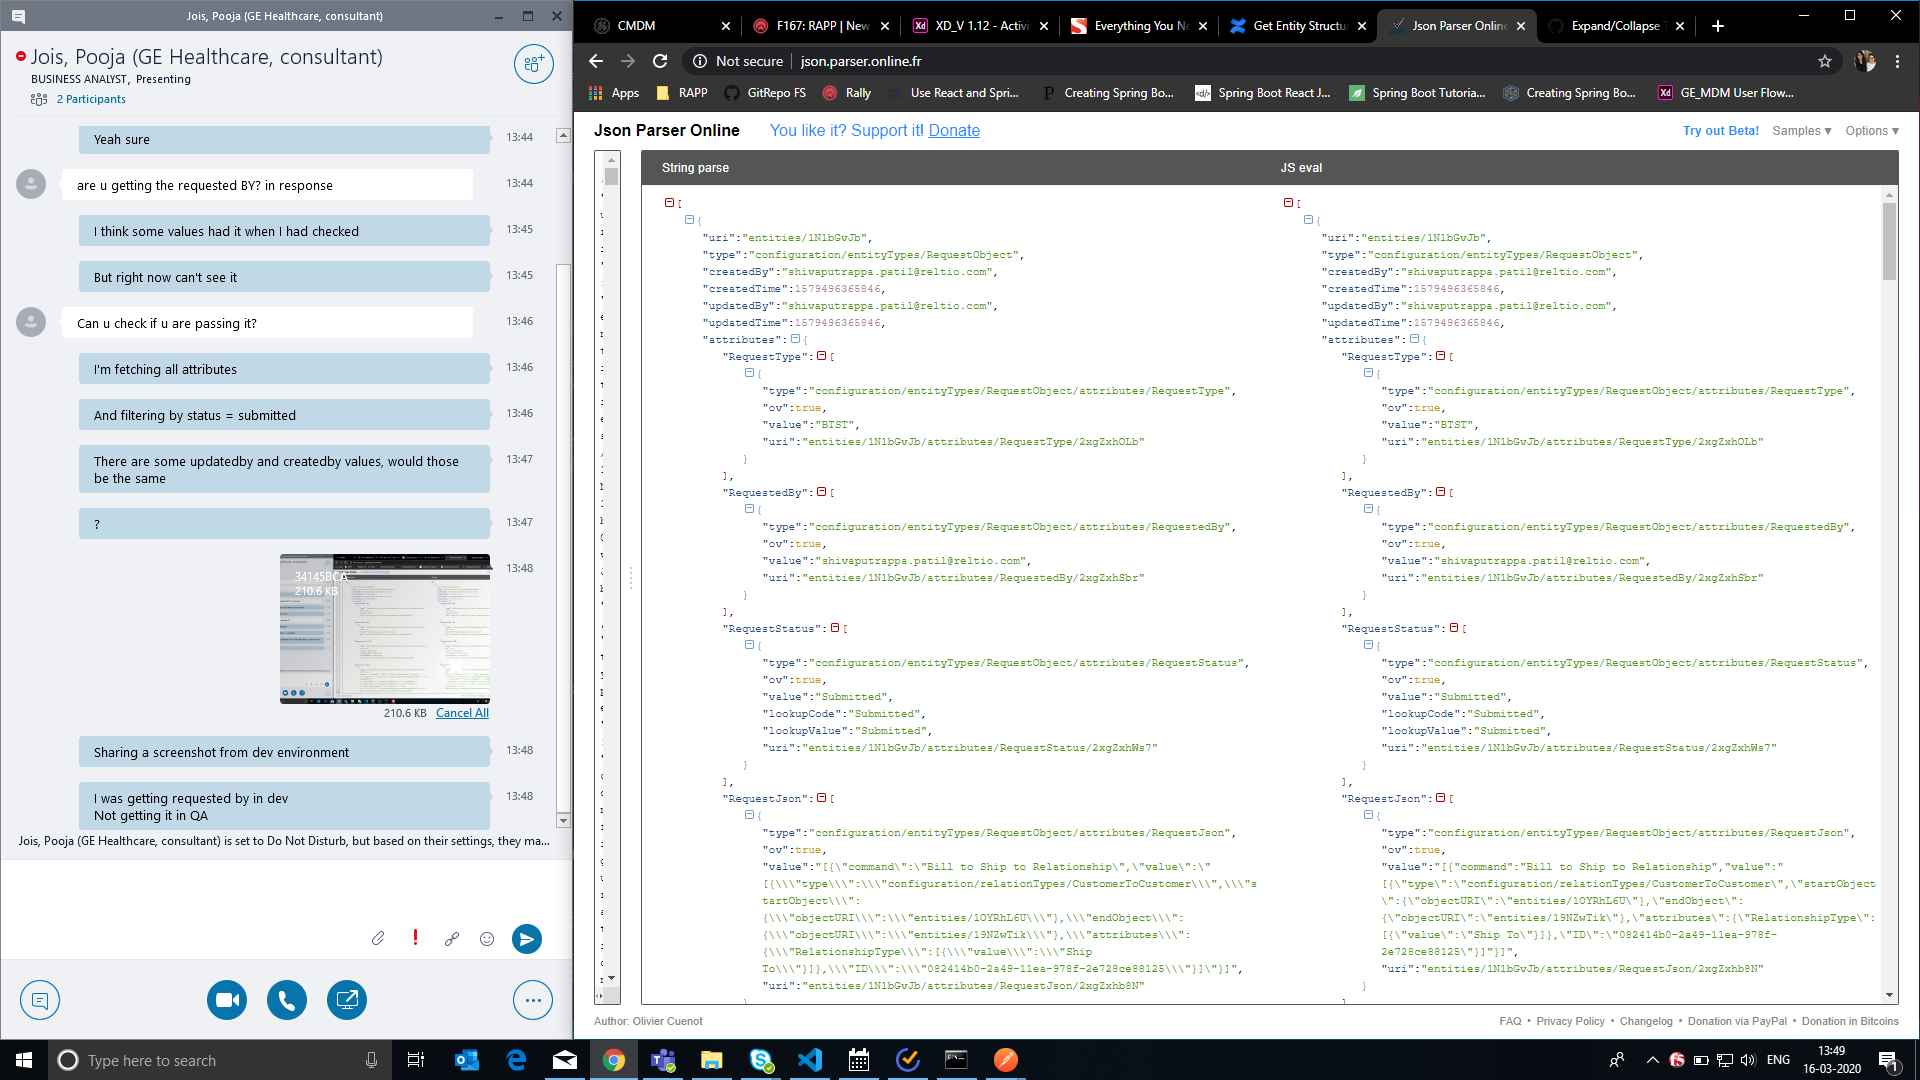 Jois, Pooja (GE Healthcare, consultant)
Jois, Pooja (GE Healthcare, consultant)
BUSINESS ANALYST, Presenting
2 Participants
Yeah sure 13:44
are u getting the requested BY? in response 13:44
I think some values had it when I had checked 13:45
But right now can't see it 13:45
Can u check if u are passing it? 13:46
I'm fetching all attributes 13:46
And filtering by status = submitted 13:46
There are some updatedby and createdby values, would those 13:47
be the same
? 13:47
34145BCA 13:48
210.6 KB
210.6 KB Cancel All
Sharing a screenshot from dev environment 13:48
I was getting requested by in dev 13:48
Not getting it in QA
Jois, Pooja (GE Healthcare, consultant) is set to Do Not Disturb, but based on their settings, they ma...
CMDM
F167: RAPP | New
XD_V 1.12 - Activi
Everything You Ne
Get Entity Structu
Json Parser Online
Expand/Collapse T
Not secure | json.parser.online.fr
Apps
RAPP
GitRepo FS
Rally
Use React and Spri...
Creating Spring Bo...
Spring Boot React J...
Spring Boot Tutoria...
Creating Spring Bo...
GE_MDM User Flow...
Json Parser Online You like it? Support it! Donate
Try out Beta! Samples ▼ Options ▼
String parse
[
{
"uri":"entities/1N1bGvJb",
"type":"configuration/entityTypes/RequestObject",
"createdBy":"shivaputrappa.patil@reltio.com",
"createdTime":1579496365846,
"updatedBy":"shivaputrappa.patil@reltio.com",
"updatedTime":1579496365846,
"attributes":{
"RequestType":[
{
"type":"configuration/entityTypes/RequestObject/attributes/RequestType",
"ov":true,
"value":"BTST",
"uri":"entities/1N1bGvJb/attributes/RequestType/2xgZxhOLb"
}
],
"RequestedBy":[
{
"type":"configuration/entityTypes/RequestObject/attributes/RequestedBy",
"ov":true,
"value":"shivaputrappa.patil@reltio.com",
"uri":"entities/1N1bGvJb/attributes/RequestedBy/2xgZxhSbr"
}
],
"RequestStatus":[
{
"type":"configuration/entityTypes/RequestObject/attributes/RequestStatus",
"ov":true,
"value":"Submitted",
"lookupCode":"Submitted",
"lookupValue":"Submitted",
"uri":"entities/1N1bGvJb/attributes/RequestStatus/2xgZxhWs7"
}
],
"RequestJson":[
{
"type":"configuration/entityTypes/RequestObject/attributes/RequestJson",
"ov":true,
"value":"[{\"command\":\"Bill to Ship to Relationship\",\"value\":\"
[{\\\"type\\\":\\\"configuration/relationTypes/CustomerToCustomer\\\",\\\"s
tartObject\\\":
{\\\"objectURI\\\":\\\"entities/1OYRhL6U\\\"},\\\"endObject\\\":
{\\\"objectURI\\\":\\\"entities/19NZwTik\\\"},\\\"attributes\\\":
{\\\"RelationshipType\\\":[{\\\"value\\\":\\\"Ship
To\\\"}]},\\\"ID\\\":\\\"082414b0-2a49-11ea-978f-2e728ce88125\\\"}]\"}]",
"uri":"entities/1N1bGvJb/attributes/RequestJson/2xgZxhb8N"
JS eval
[
{
"uri":"entities/1N1bGvJb",
"type":"configuration/entityTypes/RequestObject",
"createdBy":"shivaputrappa.patil@reltio.com",
"createdTime":1579496365846,
"updatedBy":"shivaputrappa.patil@reltio.com",
"updatedTime":1579496365846,
"attributes":{
"RequestType":[
{
"type":"configuration/entityTypes/RequestObject/attributes/RequestType",
"ov":true,
"value":"BTST",
"uri":"entities/1N1bGvJb/attributes/RequestType/2xgZxhOLb"
}
],
"RequestedBy":[
{
"type":"configuration/entityTypes/RequestObject/attributes/RequestedBy",
"ov":true,
"value":"shivaputrappa.patil@reltio.com",
"uri":"entities/1N1bGvJb/attributes/RequestedBy/2xgZxhSbr"
}
],
"RequestStatus":[
{
"type":"configuration/entityTypes/RequestObject/attributes/RequestStatus",
"ov":true,
"value":"Submitted",
"lookupCode":"Submitted",
"lookupValue":"Submitted",
"uri":"entities/1N1bGvJb/attributes/RequestStatus/2xgZxhWs7"
}
],
"RequestJson":[
{
"type":"configuration/entityTypes/RequestObject/attributes/RequestJson",
"ov":true,
"value":"[{"command":"Bill to Ship to Relationship","value":"
[{\"type\":\"configuration/relationTypes/CustomerToCustomer\",\"startObject
\":{\"objectURI\":\"entities/1OYRhL6U\"},\"endObject\":
{\"objectURI\":\"entities/19NZwTik\"},\"attributes\":{\"RelationshipType\":
[{\"value\":\"Ship To\"}]},\"ID\":\"082414b0-2a49-11ea-978f-
2e728ce88125\"}]"}]",
"uri":"entities/1N1bGvJb/attributes/RequestJson/2xgZxhb8N"
}
Author: Olivier Cuenot
FAQ • Privacy Policy • Changelog • Donation via PayPal • Donation in Bitcoins
Type here to search
ENG
13:49
16-03-2020
1